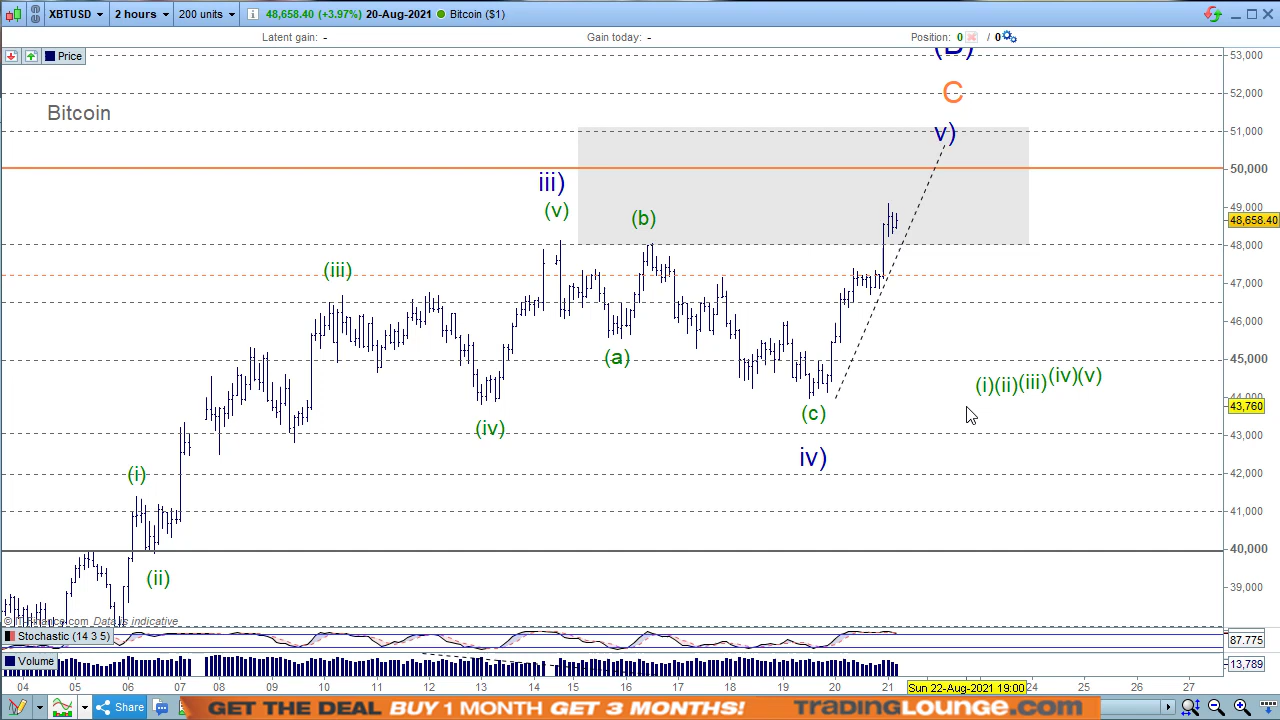 XBTUSD 2 hours 200 units 48,658.40 (+3.97%) 20-Aug-2021 Bitcoin ($1)
Latent gain: - Gain today: - Position: 0 / 0
Price
(B)
53,000
C
52,000
Bitcoin
v)
51,000
50,000
iii)
(v)
(b)
49,000
48,658.40
48,000
(iii)
47,000
46,000
(a)
45,000
(i)(ii)(iii)(iv)(v)
44,000
43,760
(c)
(iv)
43,000
iv)
(i)
42,000
41,000
40,000
(ii)
39,000
Data is indicative
Stochastic (14 3 5)
87.775
Volume
13,789
04 05 06 07 08 09 10 11 12 13 14 15 16 17 18 19 20 21 Sun 22-Aug-2021 19:00 24 25 26 27
Share
GET THE DEAL BUY 1 MONTH GET 3 MONTHS! TRADINGLOUNGE.COM